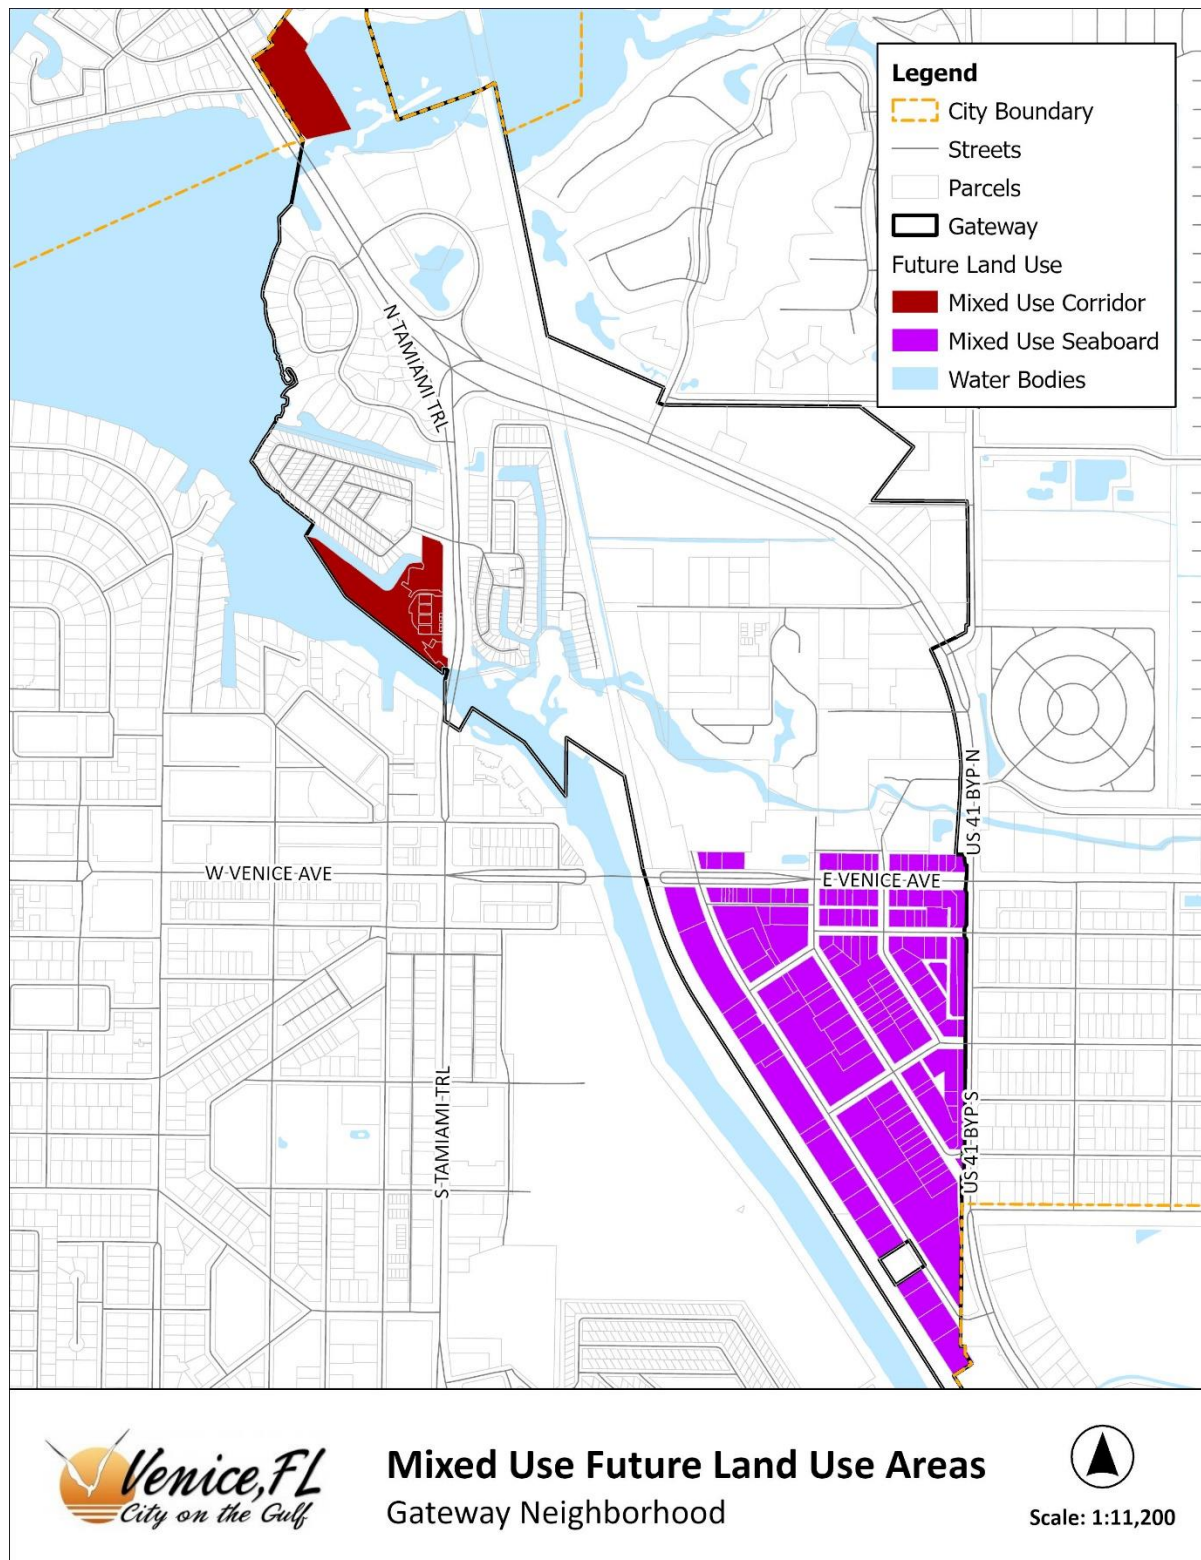 Legend
City Boundary
Streets
Parcels
Gateway
Future Land Use
Mixed Use Corridor
Mixed Use Seaboard
Water Bodies
N TAMIAMI TRL
US 41 BYP N
W VENICE AVE
E VENICE AVE
S TAMIAMI TRL
US 41 BYP S
Venice, FL
City on the Gulf
Mixed Use Future Land Use Areas
Gateway Neighborhood
Scale: 1:11,200